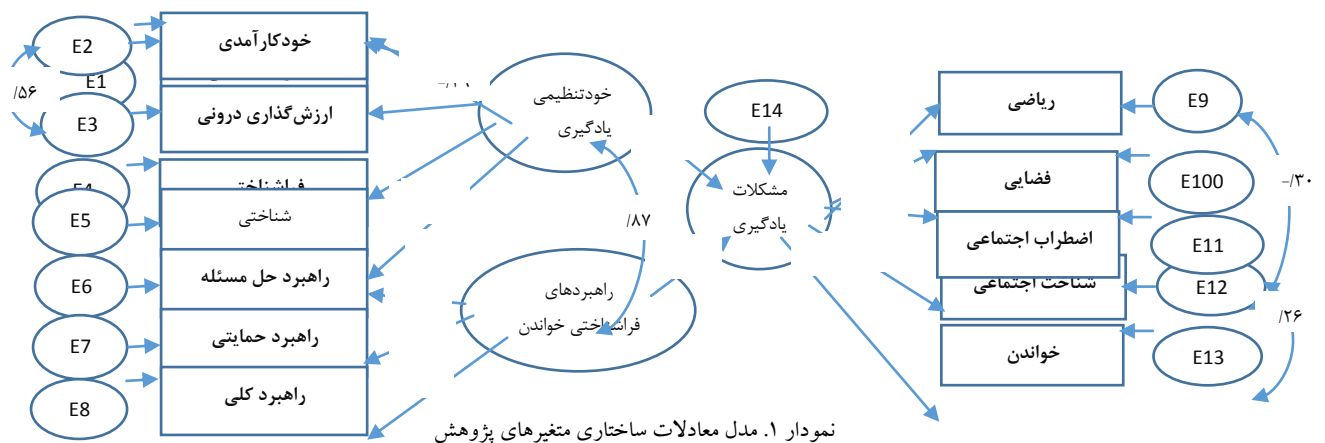 E2
خودکارآمدی
E1
/۵۶
E3
ارزش‌گذاری درونی
خودتنظیمی
یادگیری
E14
ریاضی
E9
مشکلات
یادگیری
فضایی
E100
-/۳۰
E5
شناختی
/۸۷
اضطراب اجتماعی
E11
شناخت اجتماعی
E12
E6
راهبرد حل مسئله
راهبردهای
فراشناختی خواندن
/۲۶
E7
راهبرد حمایتی
خواندن
E13
E8
راهبرد کلی
نمودار ۱. مدل معادلات ساختاری متغیرهای پژوهش